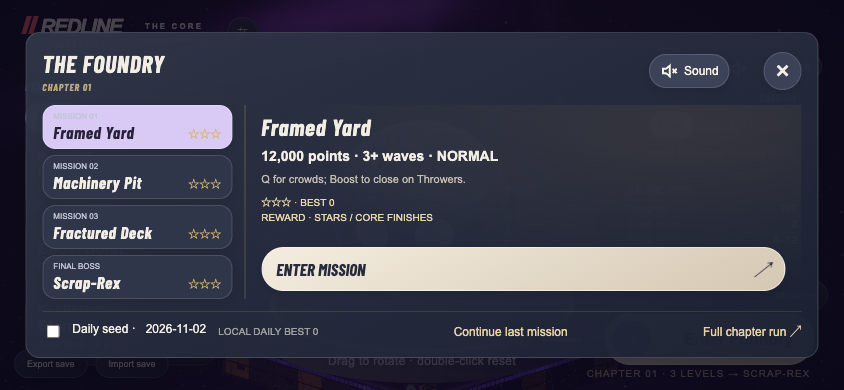 REDLINE THE CORE
THE FOUNDRY
CHAPTER 01
Sound
MISSION 01
Framed Yard ☆☆☆
MISSION 02
Machinery Pit ☆☆☆
MISSION 03
Fractured Deck ☆☆☆
FINAL BOSS
Scrap-Rex ☆☆☆
Framed Yard
12,000 points · 3+ waves · NORMAL
Q for crowds; Boost to close on Throwers.
☆☆☆ · BEST 0
REWARD · STARS / CORE FINISHES
ENTER MISSION
Daily seed · 2026-11-02 LOCAL DAILY BEST 0
Continue last mission
Full chapter run ↗
Export save
Import save
Drag to rotate · double-click reset
CHAPTER 01 · 3 LEVELS → SCRAP-REX